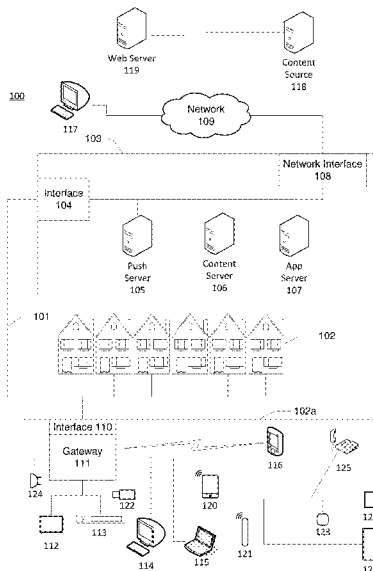 Web Server
119
Content
Source
118
100
117
Network
109
103
Network Interface
108
Interface
104
Push
Server
105
Content
Server
106
App
Server
107
101
102
102a
Interface 110
Gateway
111
116
125
124
122
120
112
113
114
115
121
123